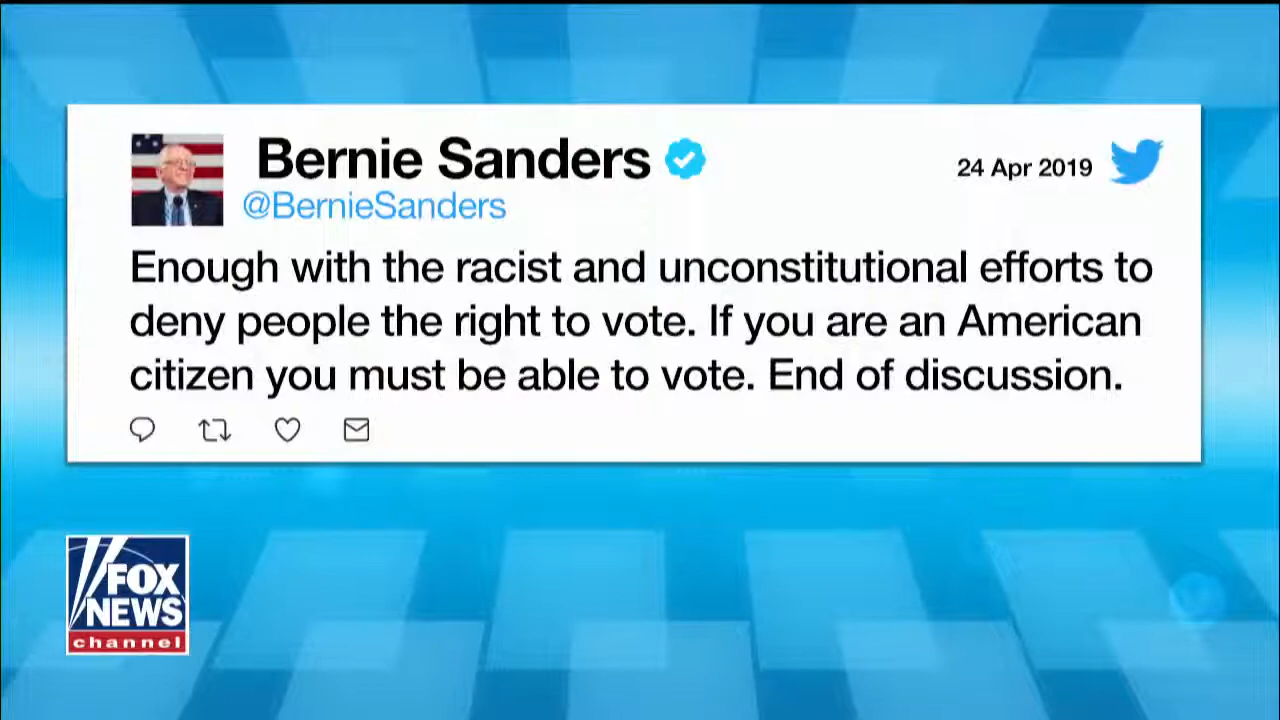 Bernie Sanders
24 Apr 2019
@BernieSanders
Enough with the racist and unconstitutional efforts to
deny people the right to vote. If you are an American
citizen you must be able to vote. End of discussion.
FOX
NEWS
channel